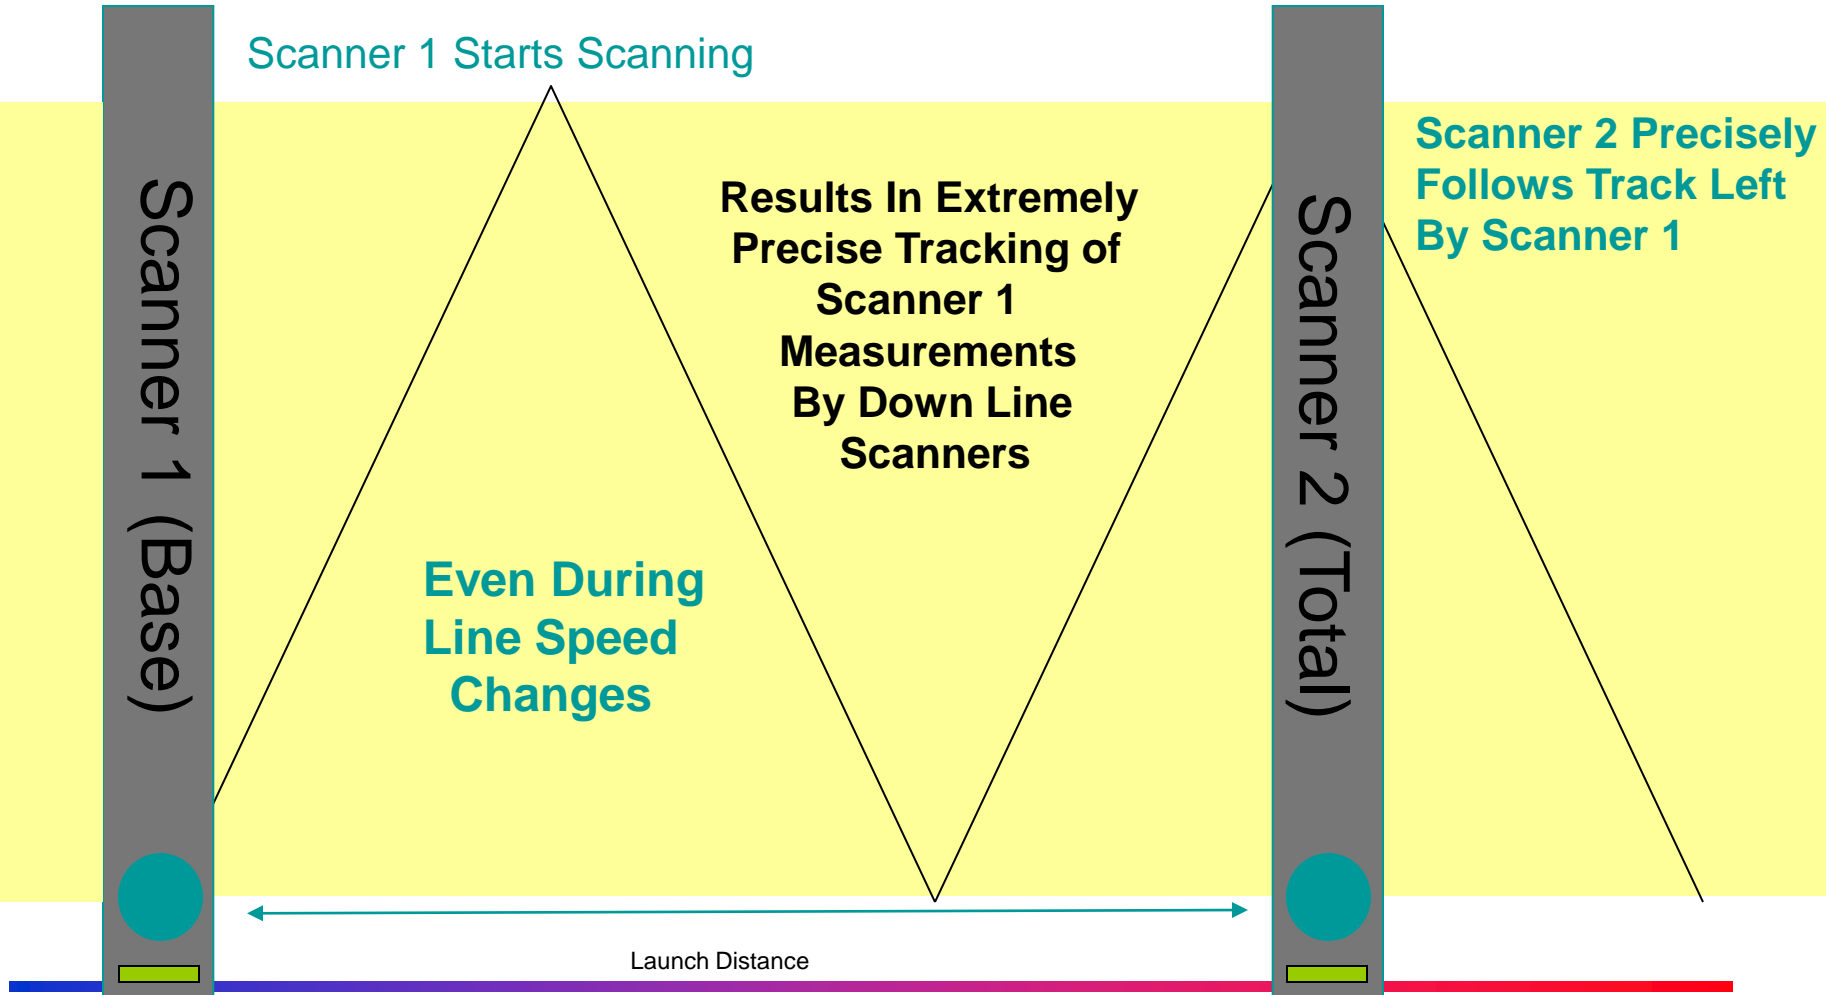 Scanner 1 Starts Scanning
Scanner 1 (Base)
Even During
Line Speed
Changes
Results In Extremely
Precise Tracking of
Scanner 1
Measurements
By Down Line
Scanners
Scanner 2 (Total)
Scanner 2 Precisely
Follows Track Left
By Scanner 1
Launch Distance